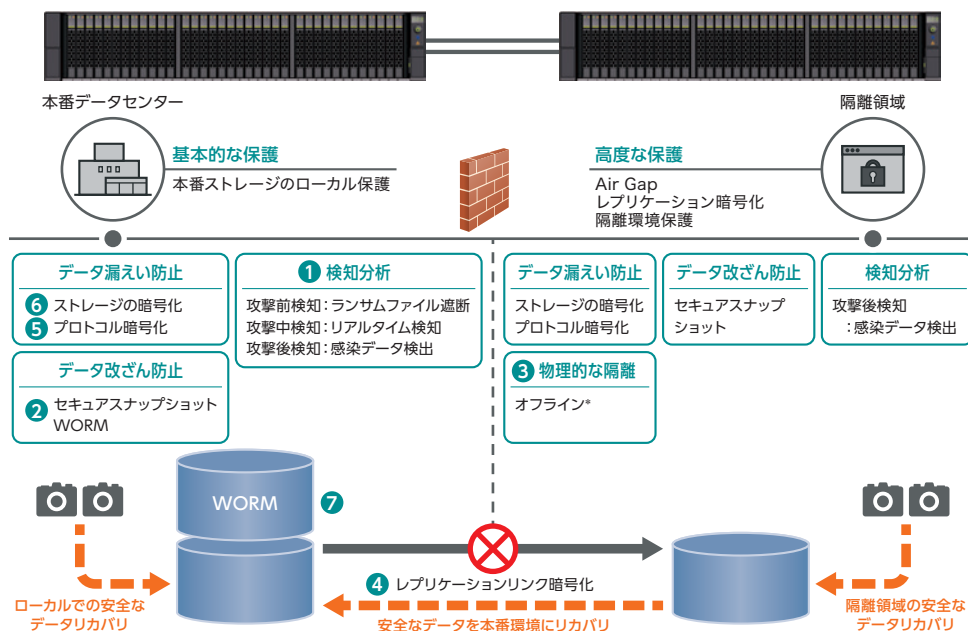 本番データセンター
隔離領域
基本的な保護
本番ストレージのローカル保護
高度な保護
Air Gap
レプリケーション暗号化
隔離環境保護
データ漏えい防止
6 ストレージの暗号化
5 プロトコル暗号化
1 検知分析
攻撃前検知：ランサムファイル遮断
攻撃中検知：リアルタイム検知
攻撃後検知：感染データ検出
データ改ざん防止
2 セキュアスナップショット
WORM
データ漏えい防止
ストレージの暗号化
プロトコル暗号化
データ改ざん防止
セキュアスナップ
ショット
検知分析
攻撃後検知
：感染データ検出
3 物理的な隔離
オフライン*
WORM
7
4 レプリケーションリンク暗号化
ローカルでの安全な
データリカバリ
安全なデータを本番環境にリカバリ
隔離領域の安全な
データリカバリ